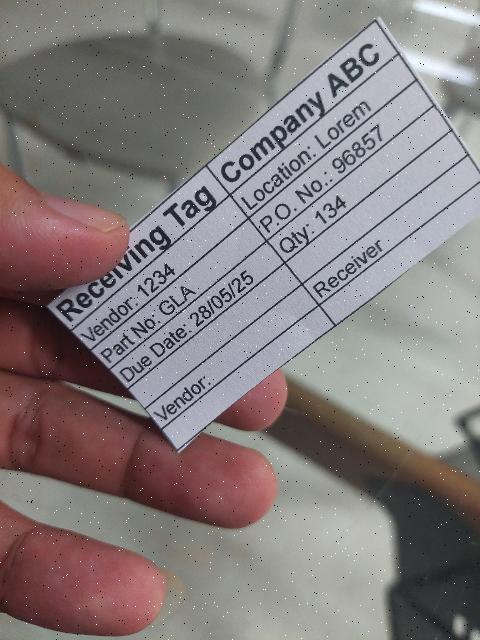 Receiving Tag Company ABC
Vendor: 1234 Location: Lorem
Part No: GLA P.O. No.: 96857
Due Date: 28/05/25 Qty: 134
Vendor: Receiver